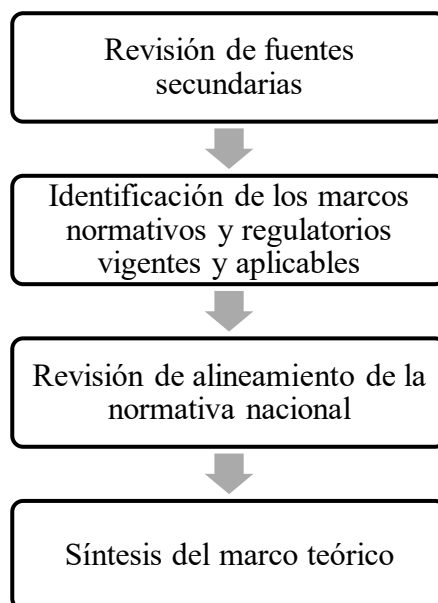 Revisión de fuentes
secundarias
Identificación de los marcos
normativos y regulatorios
vigentes y aplicables
Revisión de alineamiento de la
normativa nacional
Síntesis del marco teórico